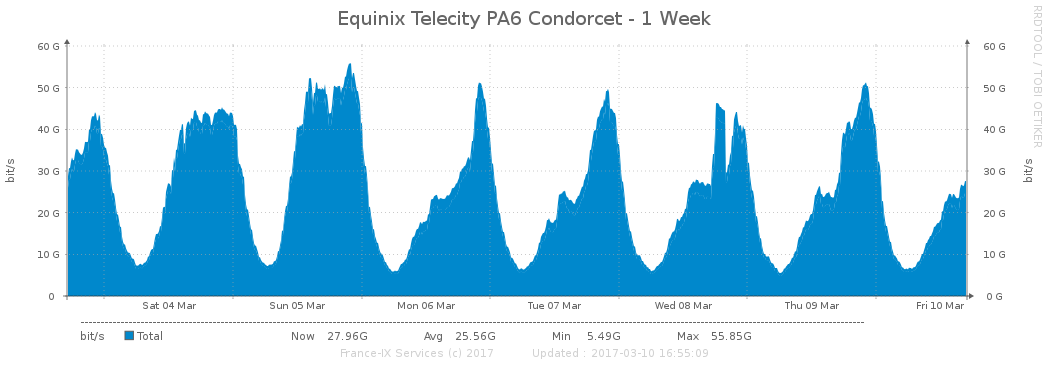 Equinix Telecity PA6 Condorcet - 1 Week
RRDTOOL / TOBI OETIKER
bit/s
60 G
50 G
40 G
30 G
20 G
10 G
0
60 G
50 G
40 G
30 G
20 G
10 G
0 G
bit/s
Sat 04 Mar Sun 05 Mar Mon 06 Mar Tue 07 Mar Wed 08 Mar Thu 09 Mar Fri 10 Mar
bit/s Total Now 27.96G Avg 25.56G Min 5.49G Max 55.85G
France-IX Services (c) 2017 Updated : 2017-03-10 16:55:09